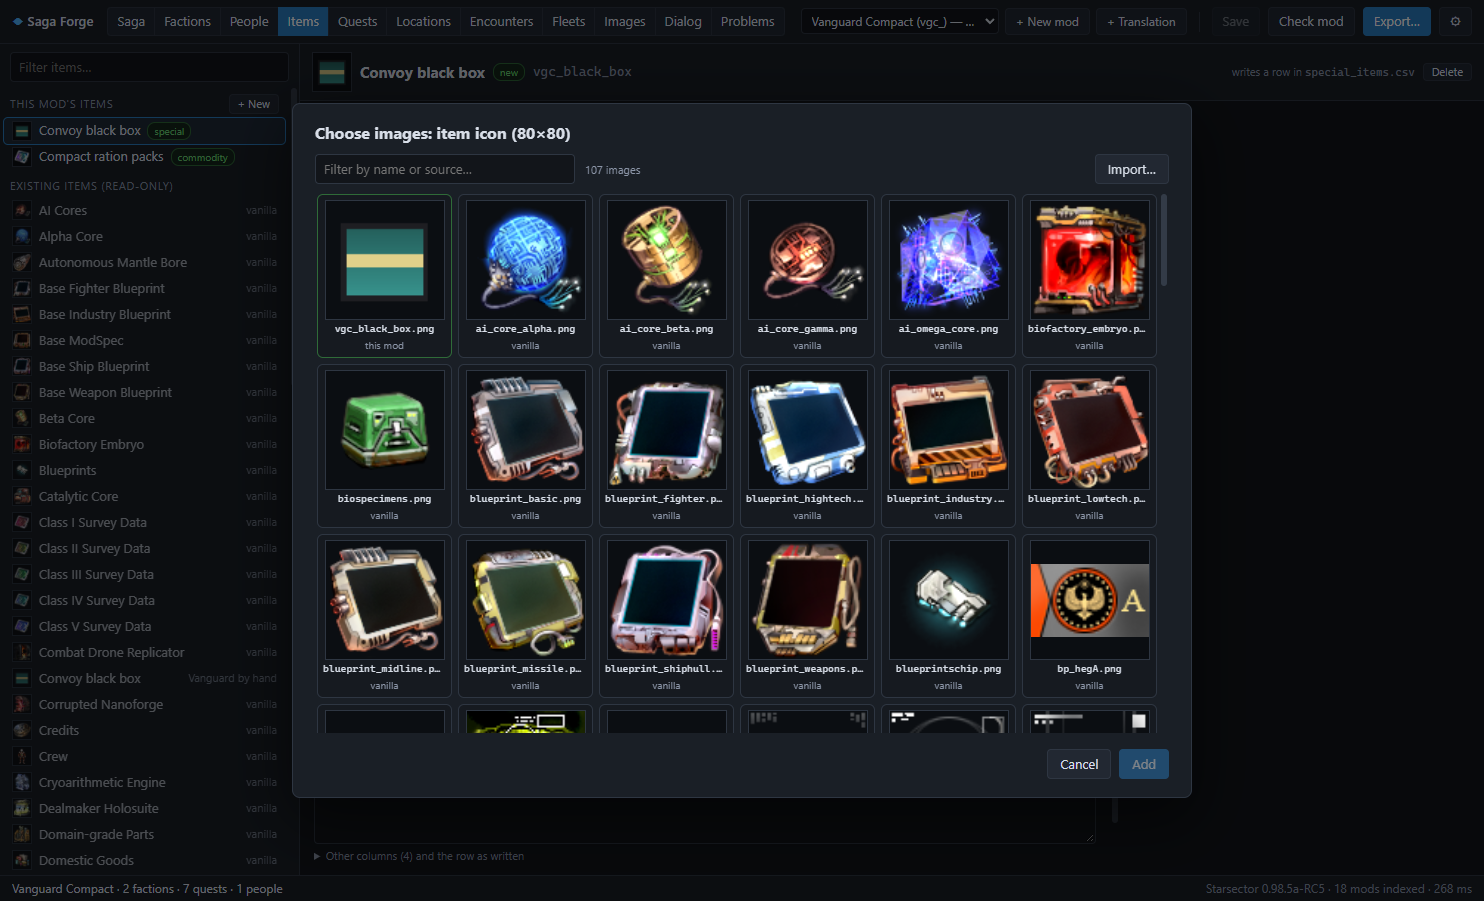 Saga Forge Saga Factions People Items Quests Locations Encounters Fleets Images Dialog Problems Vanguard Compact (vgc_) — ... + New mod + Translation Save Check mod Export...
Filter items...
Convoy black box new vgc_black_box writes a row in special_items.csv Delete
THIS MOD'S ITEMS + New
Convoy black box special
Compact ration packs commodity
EXISTING ITEMS (READ-ONLY)
AI Cores vanilla
Alpha Core vanilla
Autonomous Mantle Bore vanilla
Base Fighter Blueprint vanilla
Base Industry Blueprint vanilla
Base ModSpec vanilla
Base Ship Blueprint vanilla
Base Weapon Blueprint vanilla
Beta Core vanilla
Biofactory Embryo vanilla
Blueprints vanilla
Catalytic Core vanilla
Class I Survey Data vanilla
Class II Survey Data vanilla
Class III Survey Data vanilla
Class IV Survey Data vanilla
Class V Survey Data vanilla
Combat Drone Replicator vanilla
Convoy black box Vanguard by hand
Corrupted Nanoforge vanilla
Credits vanilla
Crew vanilla
Cryoarithmetic Engine vanilla
Dealmaker Holosuite vanilla
Domain-grade Parts vanilla
Domestic Goods vanilla
Choose images: item icon (80×80)
Filter by name or source... 107 images Import...
vgc_black_box.png ai_core_alpha.png ai_core_beta.png ai_core_gamma.png ai_omega_core.png biofactory_embryo.p...
this mod vanilla vanilla vanilla vanilla vanilla
biospecimens.png blueprint_basic.png blueprint_fighter.p... blueprint_hightech.... blueprint_industry.... blueprint_lowtech.p...
vanilla vanilla vanilla vanilla vanilla vanilla
A
blueprint_midline.p... blueprint_missile.p... blueprint_shiphull.... blueprint_weapons.p... blueprintschip.png bp_hegA.png
vanilla vanilla vanilla vanilla vanilla vanilla
Cancel Add
Other columns (4) and the row as written
Vanguard Compact · 2 factions · 7 quests · 1 people Starsector 0.98.5a-RC5 · 18 mods indexed · 268 ms